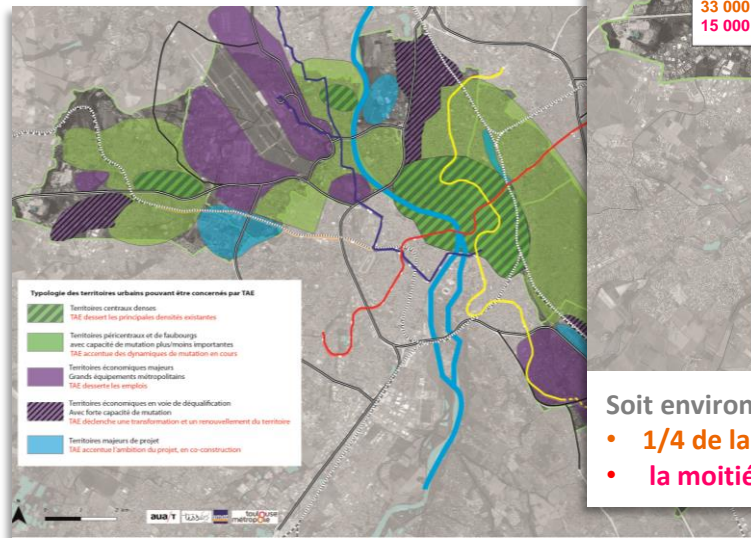 33 000
15 000
Typologie des territoires urbains pouvant être concernés par TAE
Territoires centraux denses
TAE dessert les principales densités existantes
Territoires péricentraux et de faubourgs
avec capacité de mutation plus/moins importantes
TAE accentue des dynamiques de mutation en cours
Territoires économiques majeurs
Grands équipements métropolitains
TAE desserte les emplois
Territoires économiques en voie de déqualification
Avec forte capacité de mutation
TAE déclenche une transformation et un renouvellement du territoire
Territoires majeurs de projet
TAE accentue l'ambition du projet, en co-construction
Soit environ
• 1/4 de la
• la moitié
2 km
aua/T
toulouse
métropole